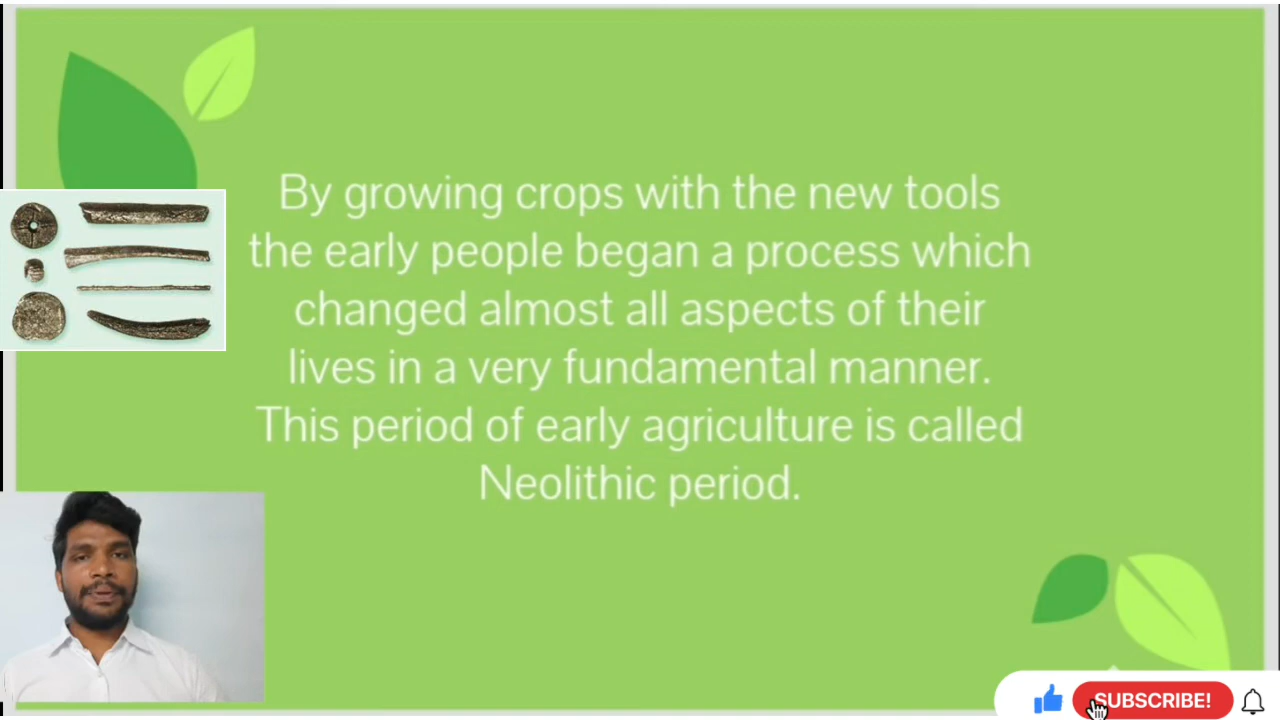 By growing crops with the new tools
the early people began a process which
changed almost all aspects of their
lives in a very fundamental manner.
This period of early agriculture is called
Neolithic period.
SUBSCRIBE!